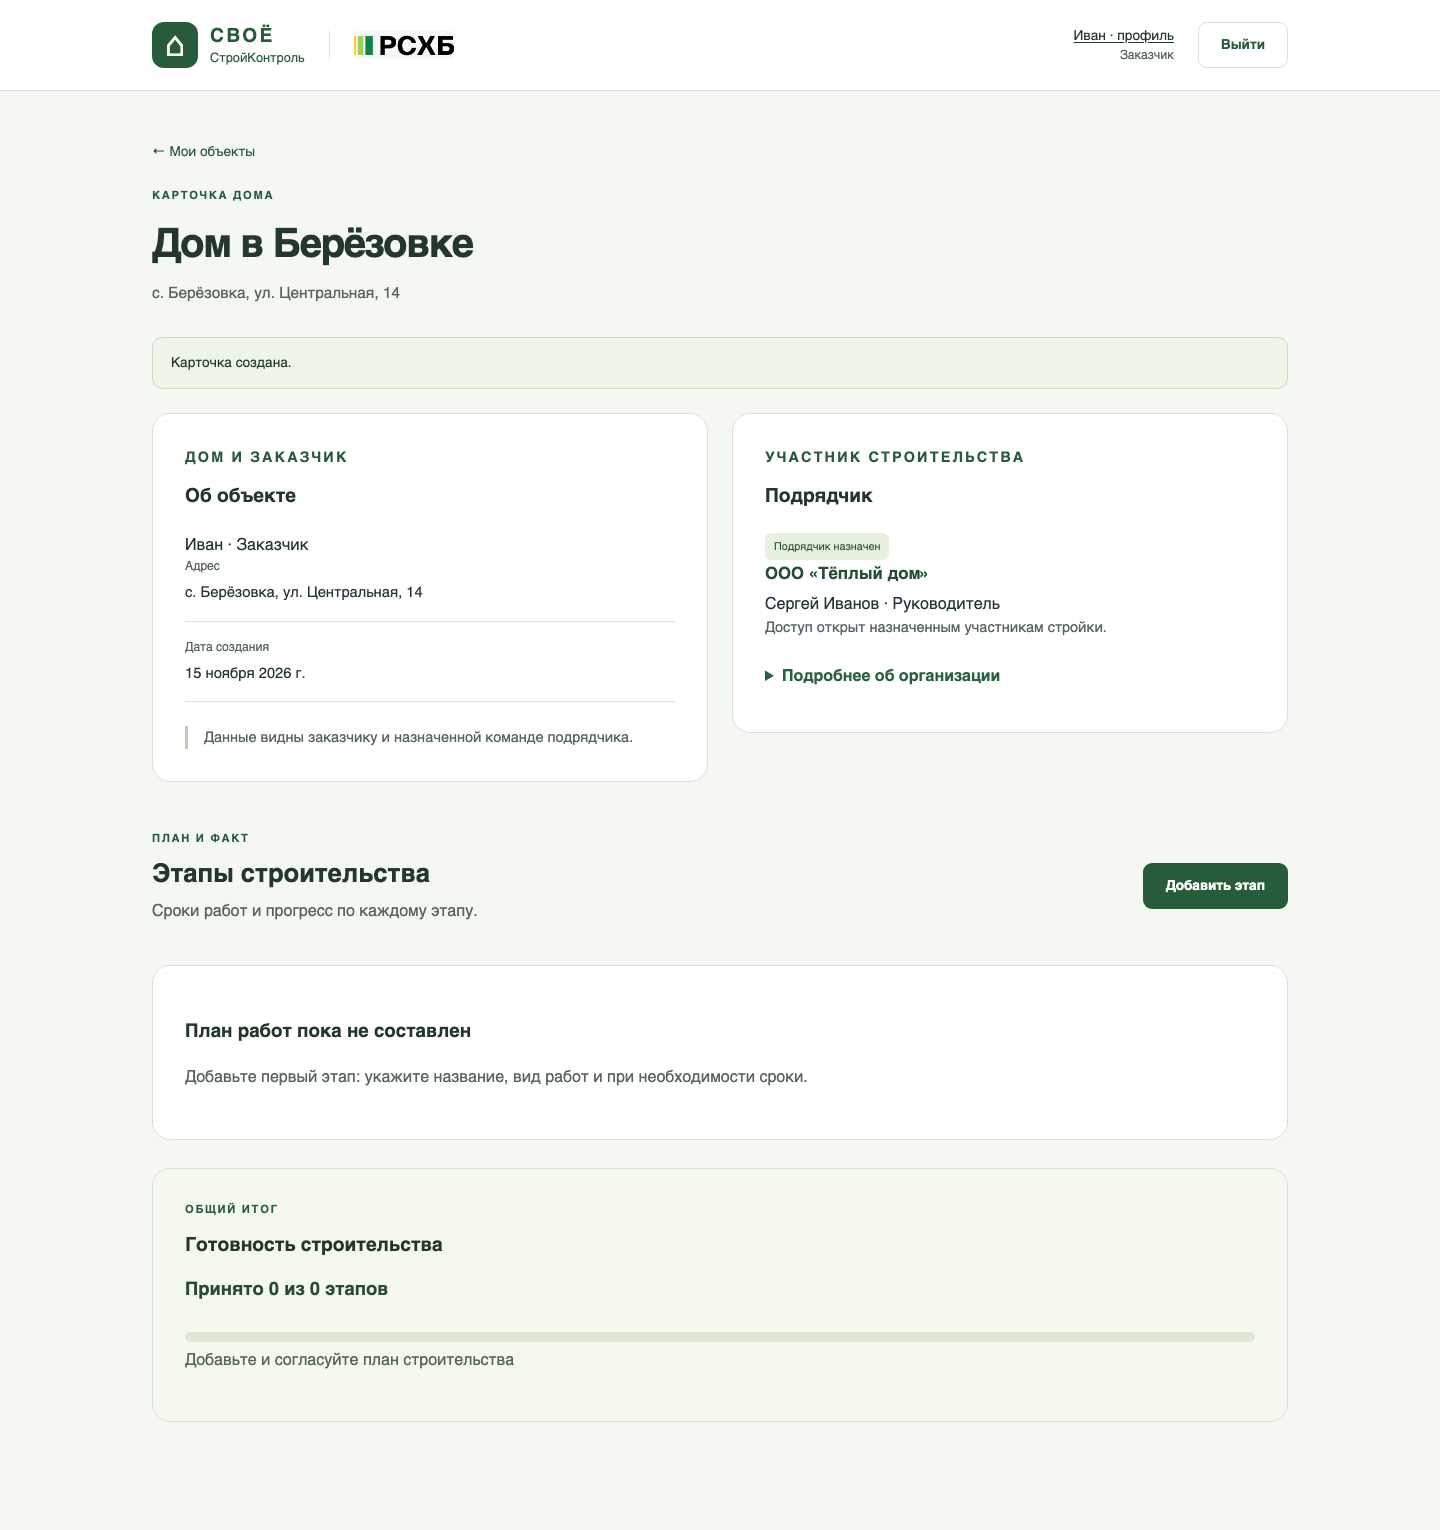 СВОЁ
СтройКонтроль
РСХБ
Иван · профиль
Заказчик
Выйти
← Мои объекты
КАРТОЧКА ДОМА
Дом в Берёзовке
с. Берёзовка, ул. Центральная, 14
Карточка создана.
ДОМ И ЗАКАЗЧИК
Об объекте
Иван · Заказчик
Адрес
с. Берёзовка, ул. Центральная, 14
Дата создания
15 ноября 2026 г.
Данные видны заказчику и назначенной команде подрядчика.
УЧАСТНИК СТРОИТЕЛЬСТВА
Подрядчик
Подрядчик назначен
ООО «Тёплый дом»
Сергей Иванов · Руководитель
Доступ открыт назначенным участникам стройки.
▶ Подробнее об организации
ПЛАН И ФАКТ
Этапы строительства
Сроки работ и прогресс по каждому этапу.
Добавить этап
План работ пока не составлен
Добавьте первый этап: укажите название, вид работ и при необходимости сроки.
ОБЩИЙ ИТОГ
Готовность строительства
Принято 0 из 0 этапов
Добавьте и согласуйте план строительства